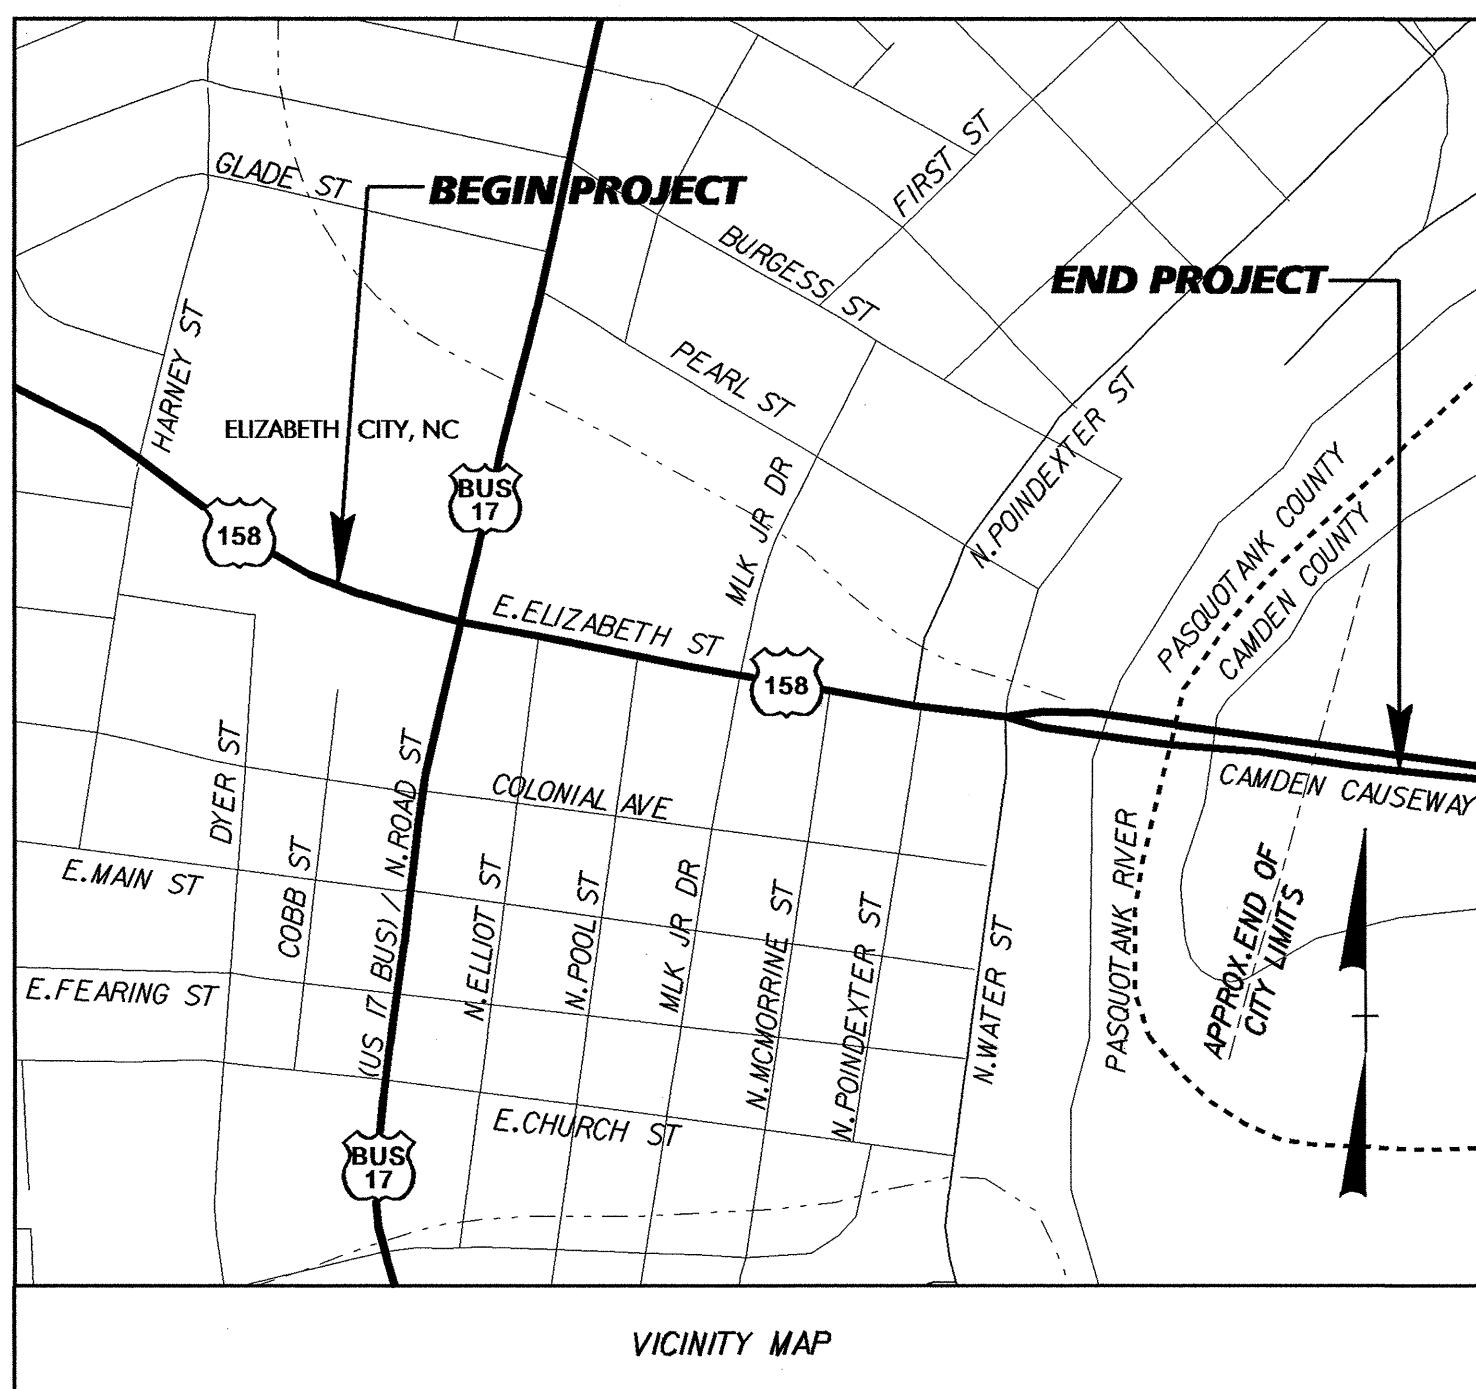 GLADE ST
BEGIN PROJECT
FIRST ST
BURGESS ST
END PROJECT
HARNEY ST
PEARL ST
N.POINDEXTER ST
ELIZABETH CITY, NC
MLK JR DR
BUS
17
158
PASQUOTANK COUNTY
CAMDEN COUNTY
E.ELIZABETH ST
158
DYER ST
(US 17 BUS) / N.ROAD ST
COLONIAL AVE
CAMDEN CAUSEWAY
E.MAIN ST
COBB ST
N.ELLIOT ST
N.POOL ST
MLK JR DR
N.MCMORRINE ST
N.POINDEXTER ST
N.WATER ST
PASQUOTANK RIVER
APPROX.END OF
CITY LIMITS
E.FEARING ST
E.CHURCH ST
BUS
17
VICINITY MAP